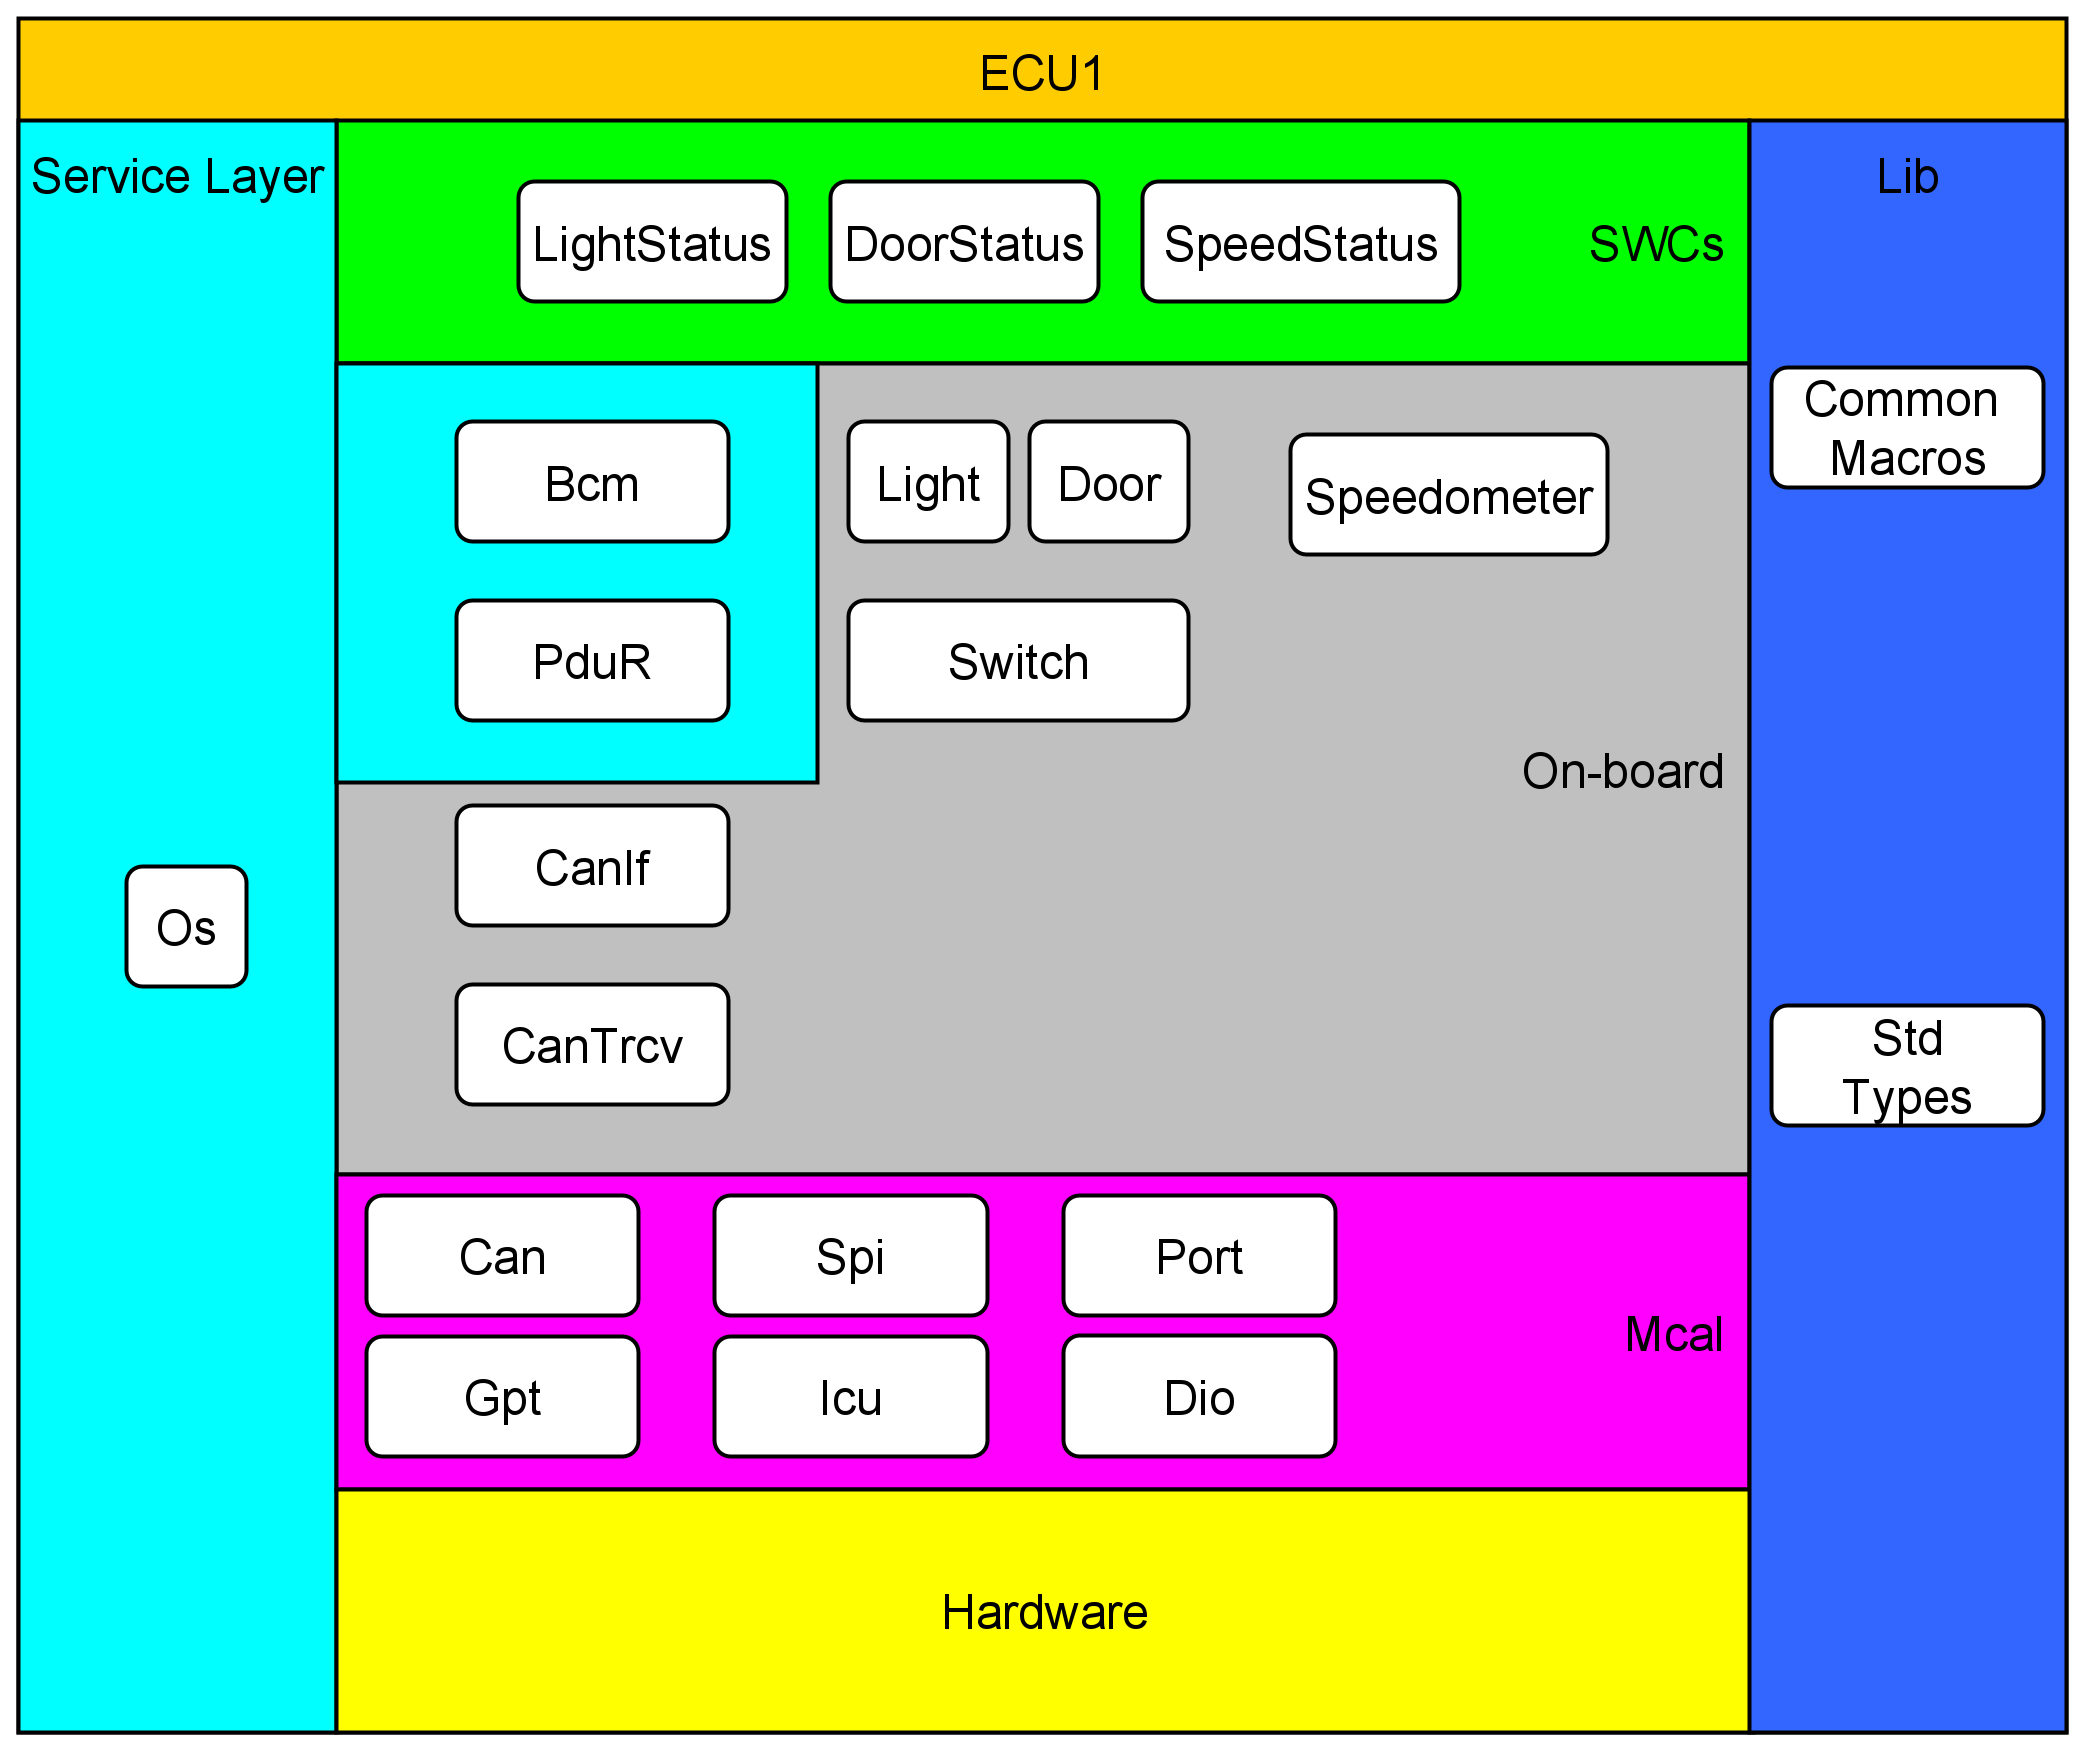 ECU1
Service Layer
LightStatus
DoorStatus
SpeedStatus
SWCs
Lib
Common
Macros
Bcm
Light
Door
Speedometer
PduR
Switch
On-board
CanIf
Os
CanTrcv
Std
Types
Can
Spi
Port
Mcal
Gpt
Icu
Dio
Hardware